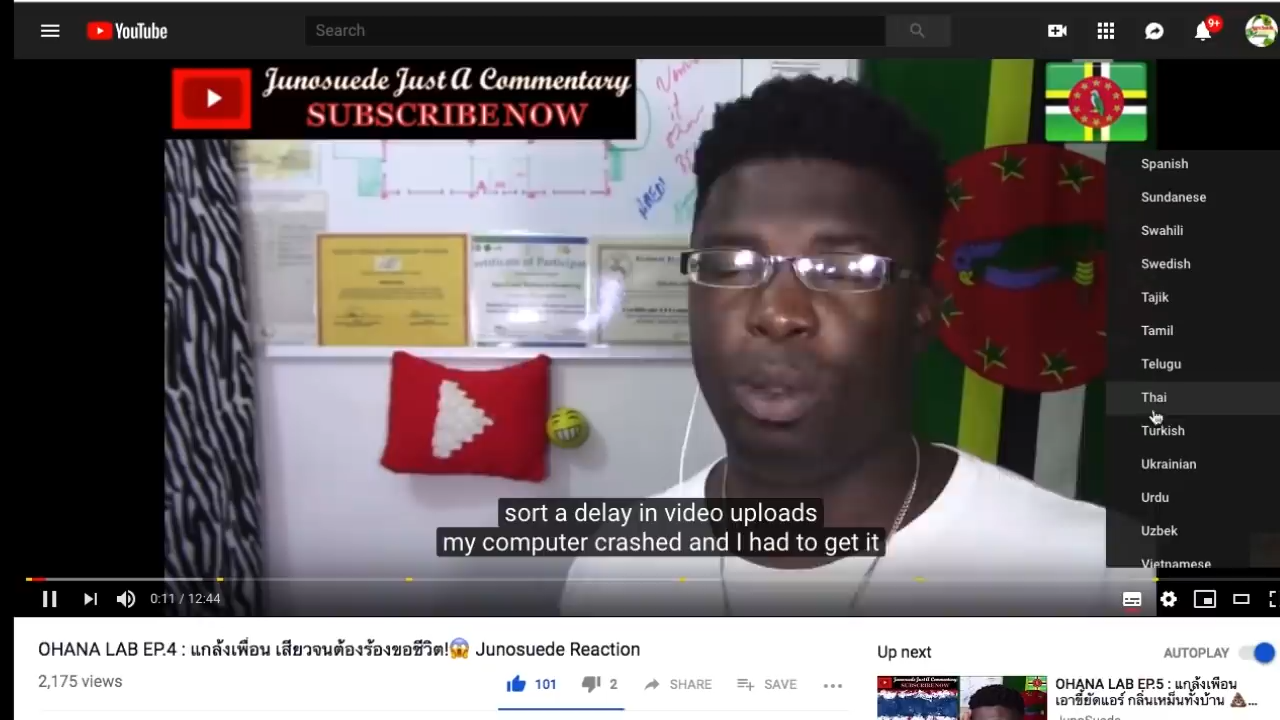 YouTube
Search
9+
Junosuede Just A Commentary
SUBSCRIBE NOW
Certificate of Participat
Spanish
Sundanese
Swahili
Swedish
Tajik
Tamil
Telugu
Thai
Turkish
Ukrainian
Urdu
Uzbek
Vietnamese
sort a delay in video uploads
my computer crashed and I had to get it
0:11 / 12:44
OHANA LAB EP.4 : แกล้งเพื่อน เสียวจนต้องร้องขอชีวิต!😱 Junosuede Reaction
2,175 views
101
2
SHARE
SAVE
Up next
AUTOPLAY
OHANA LAB EP.5 : แกล้งเพื่อน
เอาขี้ยัดแอร์ กลิ่นเหม็นทั้งบ้าน 💩...
JunoSuede